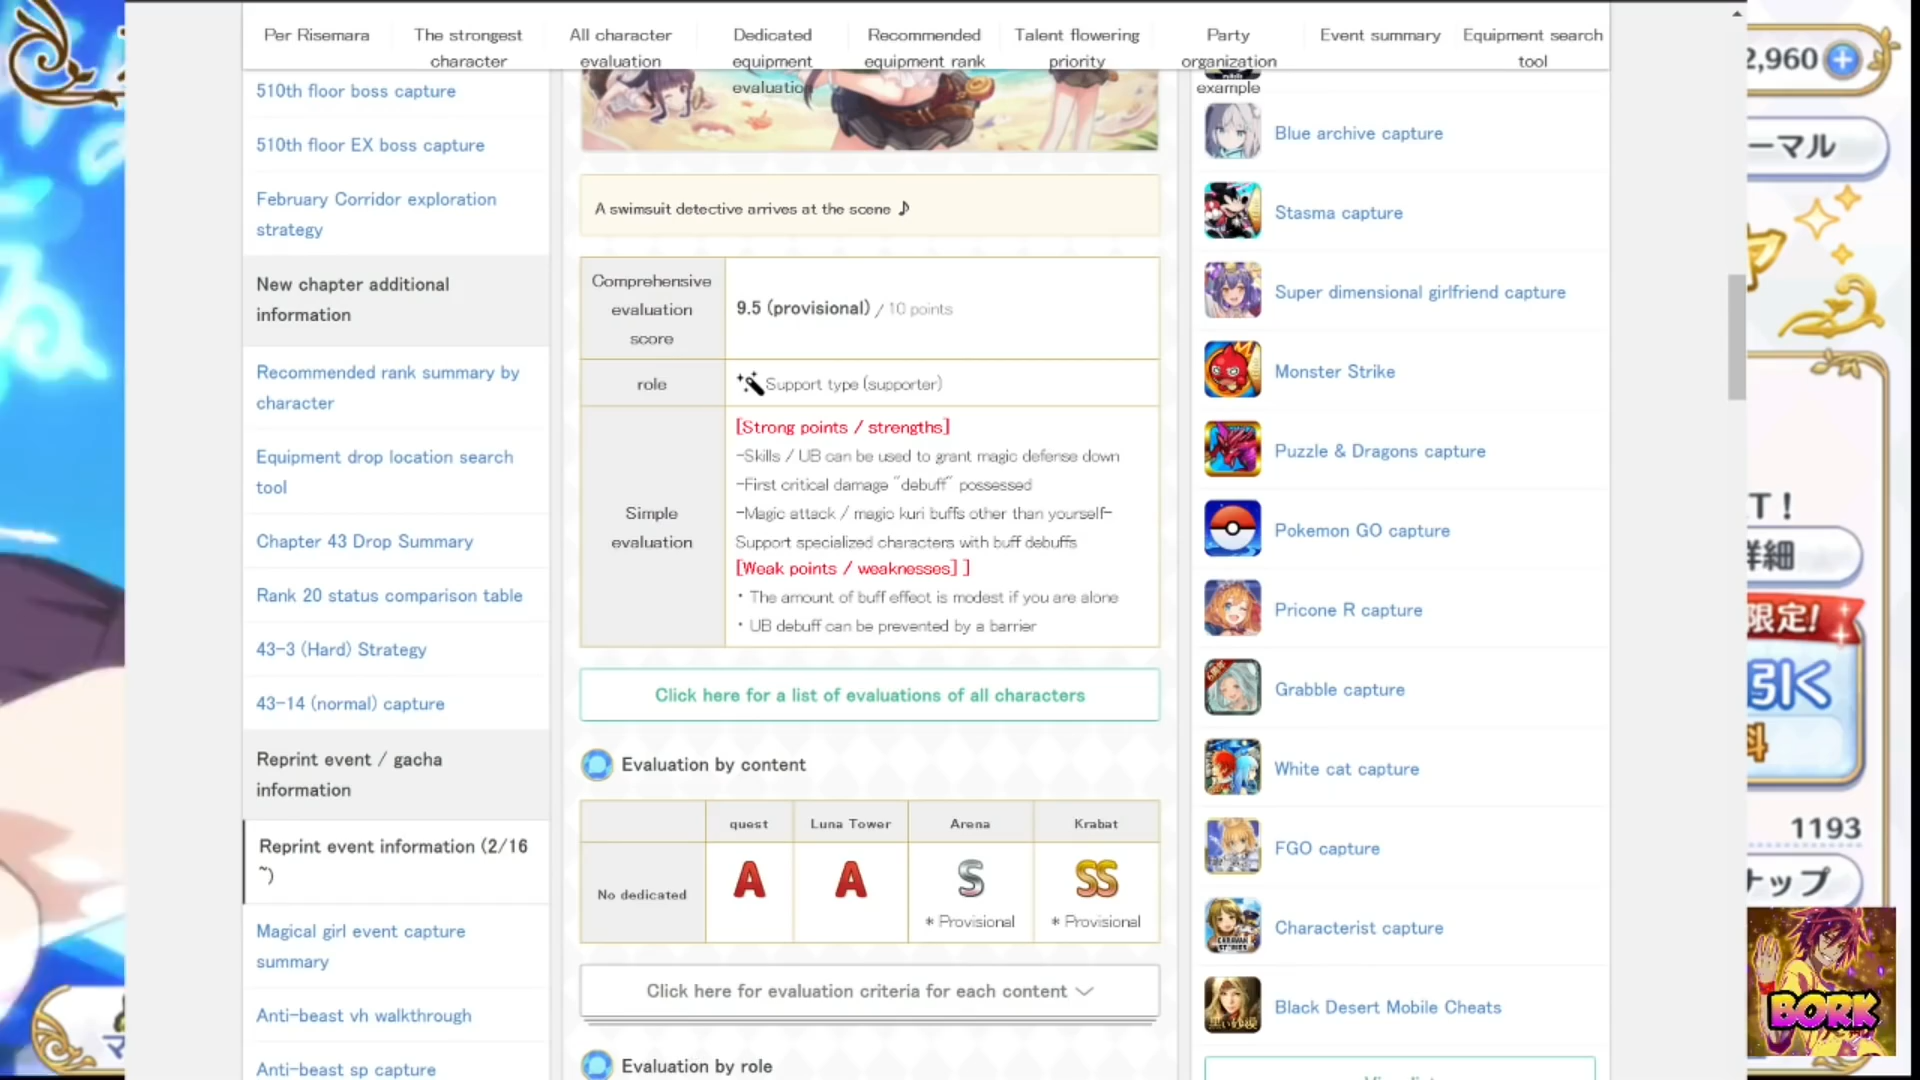 Per Risemara
The strongest
character
All character
evaluation
Dedicated
equipment
evaluation
Recommended
equipment rank
Talent flowering
priority
Party
organization
example
Event summary
Equipment search
tool
510th floor boss capture
510th floor EX boss capture
February Corridor exploration
strategy
New chapter additional
information
Recommended rank summary by
character
Equipment drop location search
tool
Chapter 43 Drop Summary
Rank 20 status comparison table
43-3 (Hard) Strategy
43-14 (normal) capture
Reprint event / gacha
information
Reprint event information (2/16
~)
Magical girl event capture
summary
Anti-beast vh walkthrough
Anti-beast sp capture
A swimsuit detective arrives at the scene ♪
Comprehensive
evaluation
score
9.5 (provisional) / 10 points
role
Support type (supporter)
Simple
evaluation
[Strong points / strengths]
-Skills / UB can be used to grant magic defense down
-First critical damage "debuff" possessed
-Magic attack / magic kuri buffs other than yourself-
Support specialized characters with buff debuffs
[Weak points / weaknesses] ]
・ The amount of buff effect is modest if you are alone
・ UB debuff can be prevented by a barrier
Click here for a list of evaluations of all characters
Evaluation by content
quest
Luna Tower
Arena
Krabat
No dedicated
A
A
S
* Provisional
SS
* Provisional
Click here for evaluation criteria for each content
Evaluation by role
Blue archive capture
Stasma capture
Super dimensional girlfriend capture
Monster Strike
Puzzle & Dragons capture
Pokemon GO capture
Pricone R capture
Grabble capture
White cat capture
FGO capture
Characterist capture
Black Desert Mobile Cheats
2,960
ーマル
T！
詳細
限定!
引く
料
1193
ナップ
BORK
マ